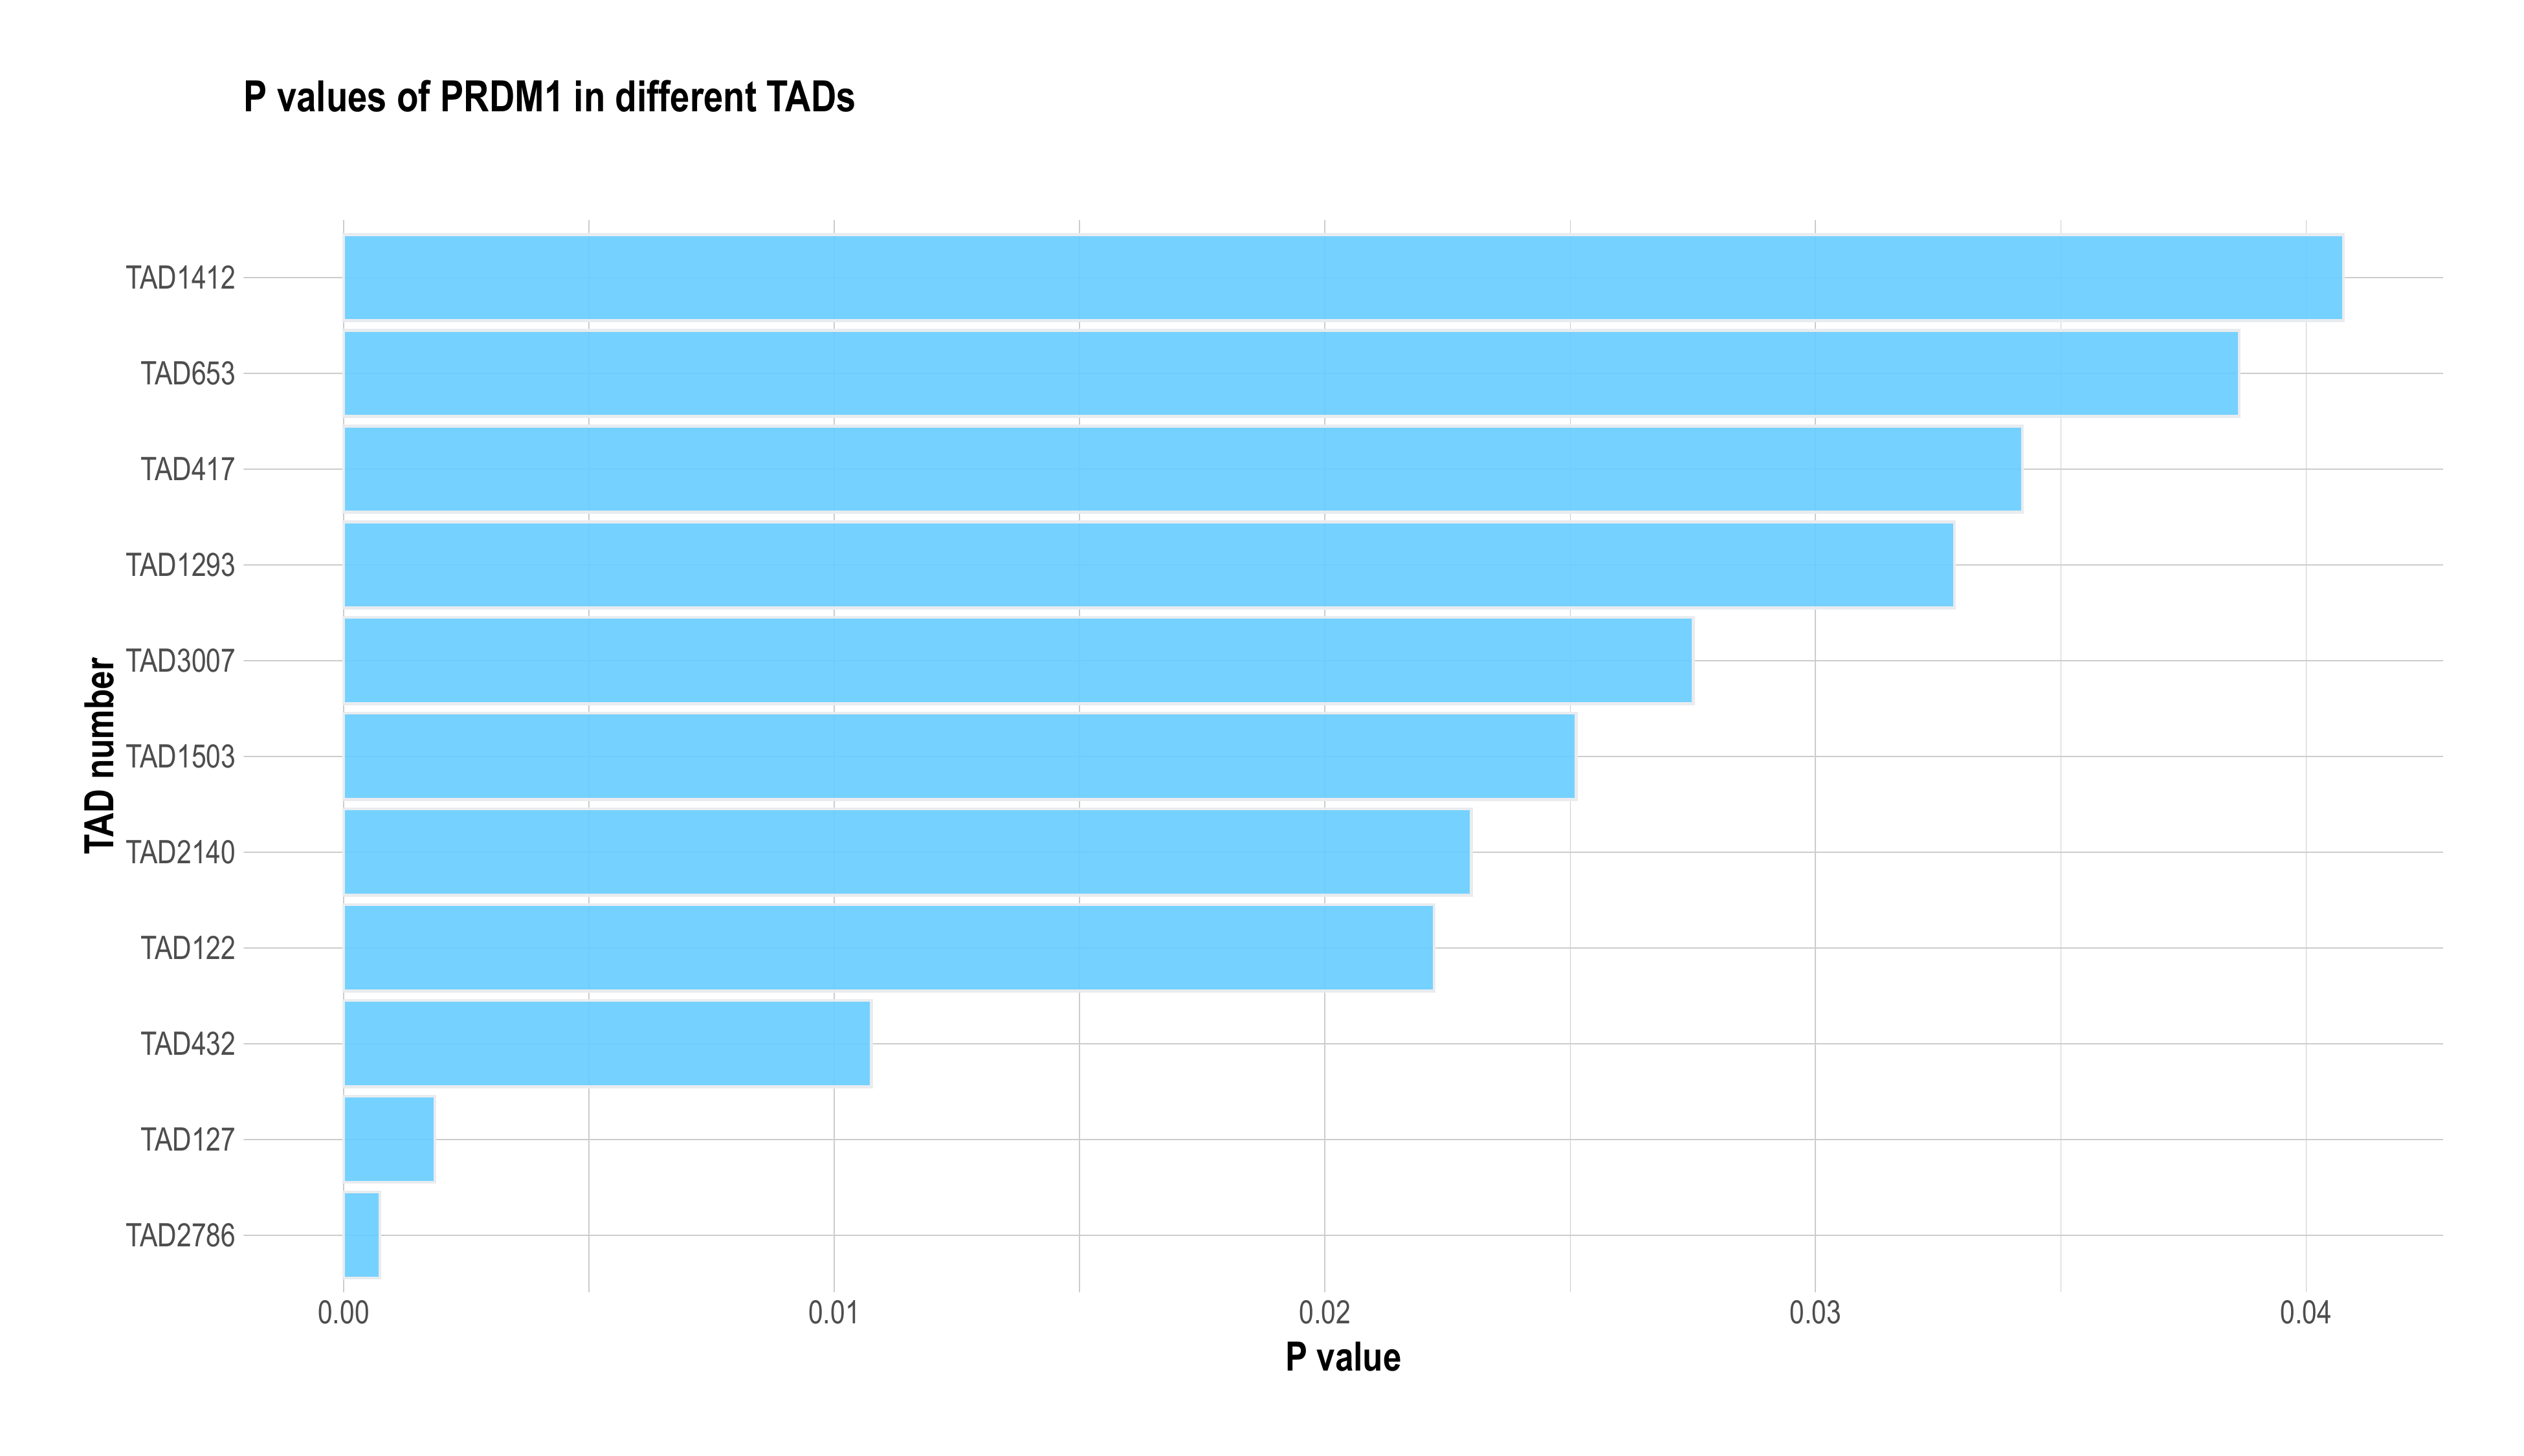 P values of PRDM1 in different TADs
TAD number
TAD1412
TAD653
TAD417
TAD1293
TAD3007
TAD1503
TAD2140
TAD122
TAD432
TAD127
TAD2786
0.00 0.01 0.02 0.03 0.04
P value